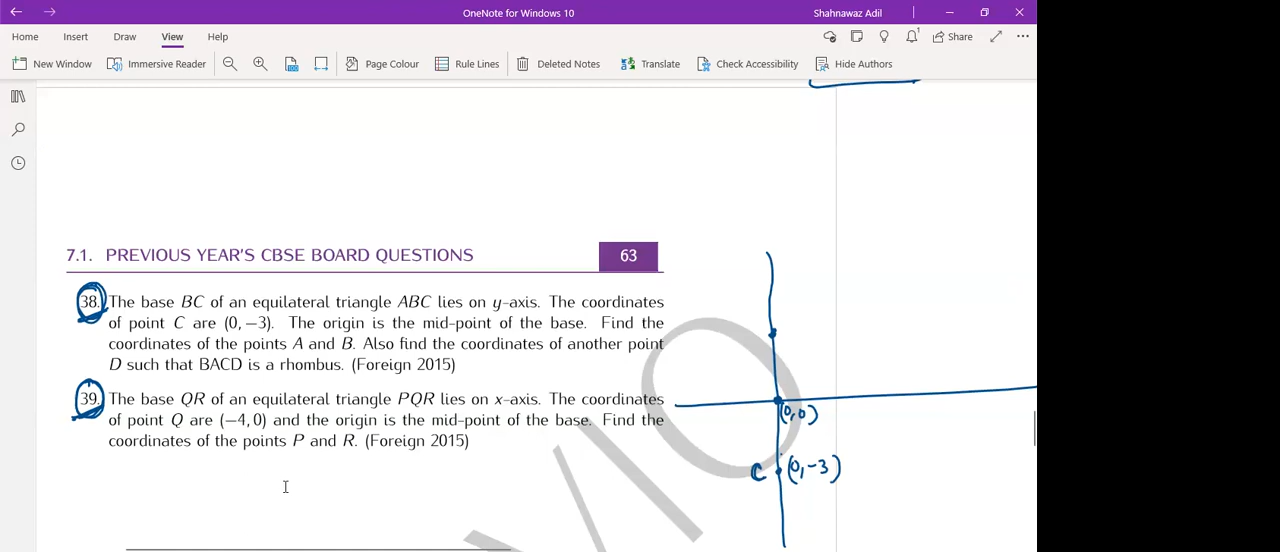 OneNote for Windows 10
Shahnawaz Adil
Home Insert Draw View Help
1 Share
New Window Immersive Reader Page Colour Rule Lines Deleted Notes Translate Check Accessibility Hide Authors
7.1. PREVIOUS YEAR'S CBSE BOARD QUESTIONS 63
38. The base BC of an equilateral triangle ABC lies on y-axis. The coordinates
of point C are (0, −3). The origin is the mid-point of the base. Find the
coordinates of the points A and B. Also find the coordinates of another point
D such that BACD is a rhombus. (Foreign 2015)
39. The base QR of an equilateral triangle PQR lies on x-axis. The coordinates
of point Q are (−4, 0) and the origin is the mid-point of the base. Find the
coordinates of the points P and R. (Foreign 2015)
(0,0)
C (0,-3)